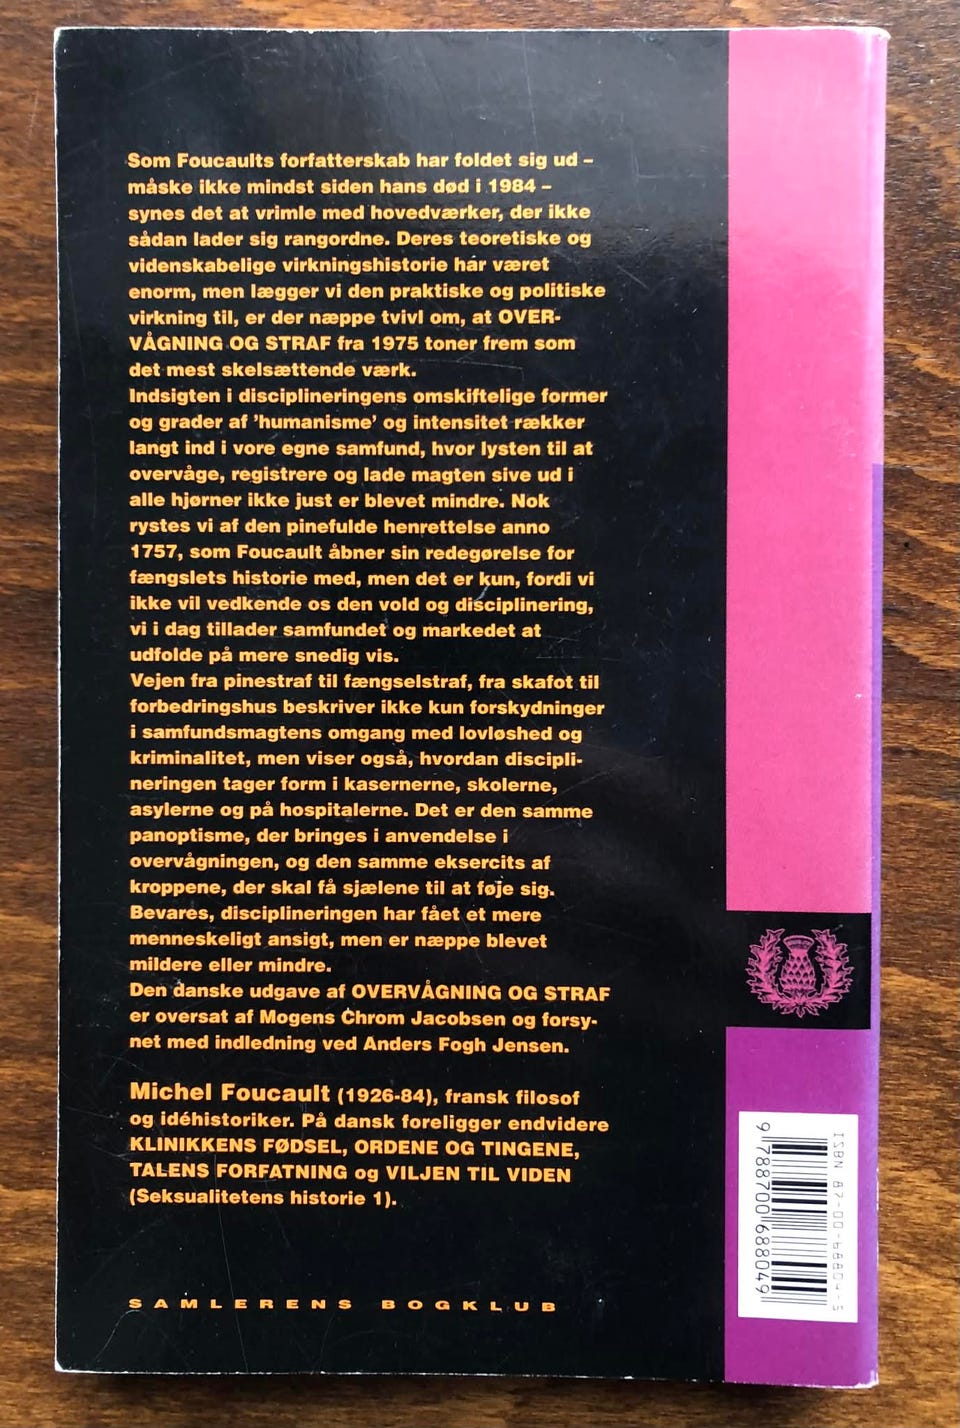 Som Foucaults forfatterskab har foldet sig ud –
måske ikke mindst siden hans død i 1984 –
synes det at vrimle med hovedværker, der ikke
sådan lader sig rangordne. Deres teoretiske og
videnskabelige virkningshistorie har været
enorm, men lægger vi den praktiske og politiske
virkning til, er der næppe tvivl om, at OVER-
VÅGNING OG STRAF fra 1975 toner frem som
det mest skelsættende værk.
Indsigten i disciplineringens omskiftelige former
og grader af 'humanisme' og intensitet rækker
langt ind i vore egne samfund, hvor lysten til at
overvåge, registrere og lade magten sive ud i
alle hjørner ikke just er blevet mindre. Nok
rystes vi af den pinefulde henrettelse anno
1757, som Foucault åbner sin redegørelse for
fængslets historie med, men det er kun, fordi vi
ikke vil vedkende os den vold og disciplinering,
vi i dag tillader samfundet og markedet at
udfolde på mere snedig vis.
Vejen fra pinestraf til fængselstraf, fra skafot til
forbedringshus beskriver ikke kun forskydninger
i samfundsmagtens omgang med lovløshed og
kriminalitet, men viser også, hvordan discipli-
neringen tager form i kasernerne, skolerne,
asylerne og på hospitalerne. Det er den samme
panoptisme, der bringes i anvendelse i
overvågningen, og den samme eksercits af
kroppene, der skal få sjælene til at føje sig.
Bevares, disciplineringen har fået et mere
menneskeligt ansigt, men er næppe blevet
mildere eller mindre.
Den danske udgave af OVERVÅGNING OG STRAF
er oversat af Mogens Chrom Jacobsen og forsy-
net med indledning ved Anders Fogh Jensen.
Michel Foucault (1926-84), fransk filosof
og idéhistoriker. På dansk foreligger endvidere
KLINIKKENS FØDSEL, ORDENE OG TINGENE,
TALENS FORFATNING og VILJEN TIL VIDEN
(Seksualitetens historie 1).
SAMLERENS BOGKLUB
ISBN 87-00-68804-5
9 788700 688049